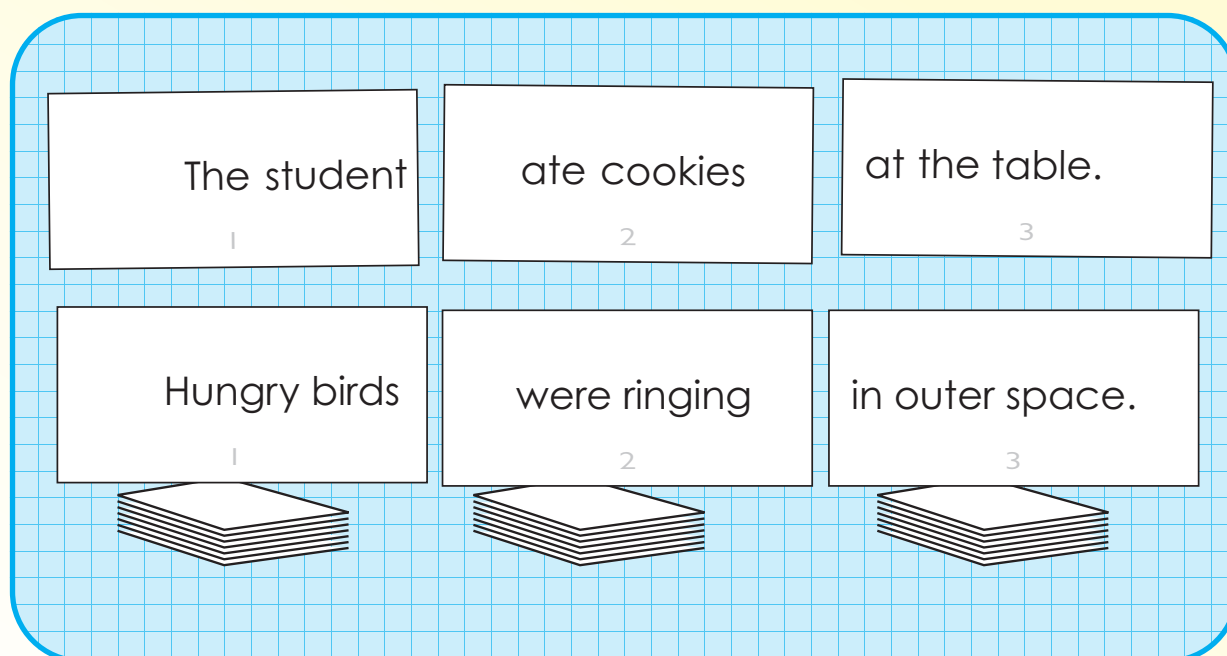 The student
ate cookies
at the table.
1
2
3
Hungry birds
were ringing
in outer space.
1
2
3